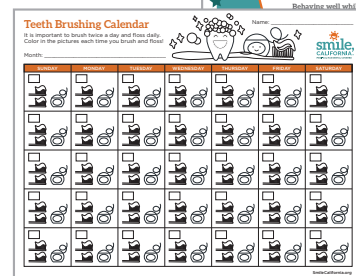 Behaving well whil
Teeth Brushing Calendar
It is important to brush twice a day and floss daily.
Color in the pictures each time you brush and floss!
Name:
Month:
smile,
CALIFORNIA
SUNDAY MONDAY TUESDAY WEDNESDAY THURSDAY FRIDAY SATURDAY
SmileCalifornia.org